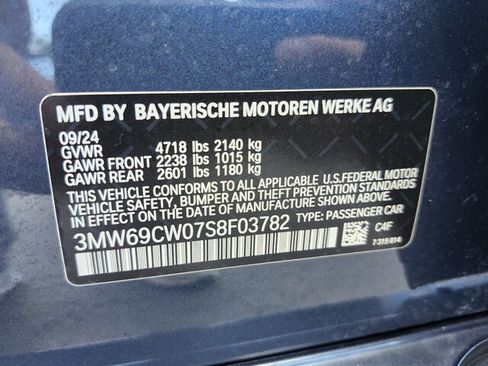 MFD BY BAYERISCHE MOTOREN WERKE AG
09/24
GVWR 4718 lbs 2140 kg
GAWR FRONT 2238 lbs 1015 kg
GAWR REAR 2601 lbs 1180 kg
THIS VEHICLE CONFORMS TO ALL APPLICABLE U.S.FEDERAL MOTOR
VEHICLE SAFETY, BUMPER, AND THEFT PREVENTION STANDARDS
IN EFFECT ON THE DATE OF MANUFACTURE SHOWN ABOVE.
3MW69CW07S8F03782 TYPE: PASSENGER CAR
C4F
7315614